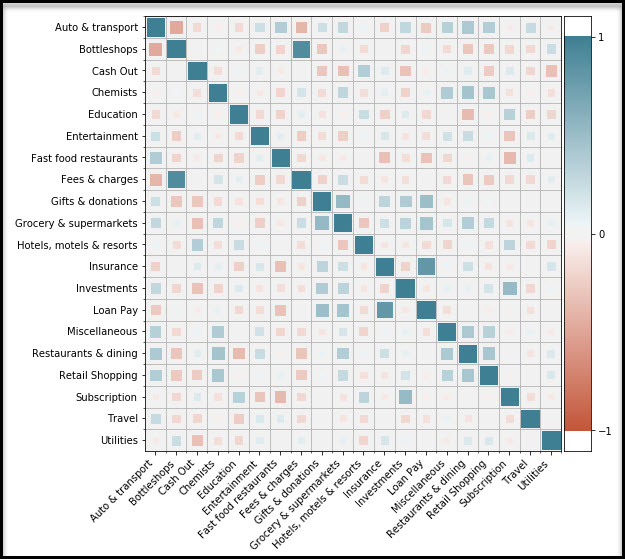 Auto & transport
Bottleshops
Cash Out
Chemists
Education
Entertainment
Fast food restaurants
Fees & charges
Gifts & donations
Grocery & supermarkets
Hotels, motels & resorts
Insurance
Investments
Loan Pay
Miscellaneous
Restaurants & dining
Retail Shopping
Subscription
Travel
Utilities
1
0
−1
Auto & transport
Bottleshops
Cash Out
Chemists
Education
Entertainment
Fast food restaurants
Fees & charges
Gifts & donations
Grocery & supermarkets
Hotels, motels & resorts
Insurance
Investments
Loan Pay
Miscellaneous
Restaurants & dining
Retail Shopping
Subscription
Travel
Utilities